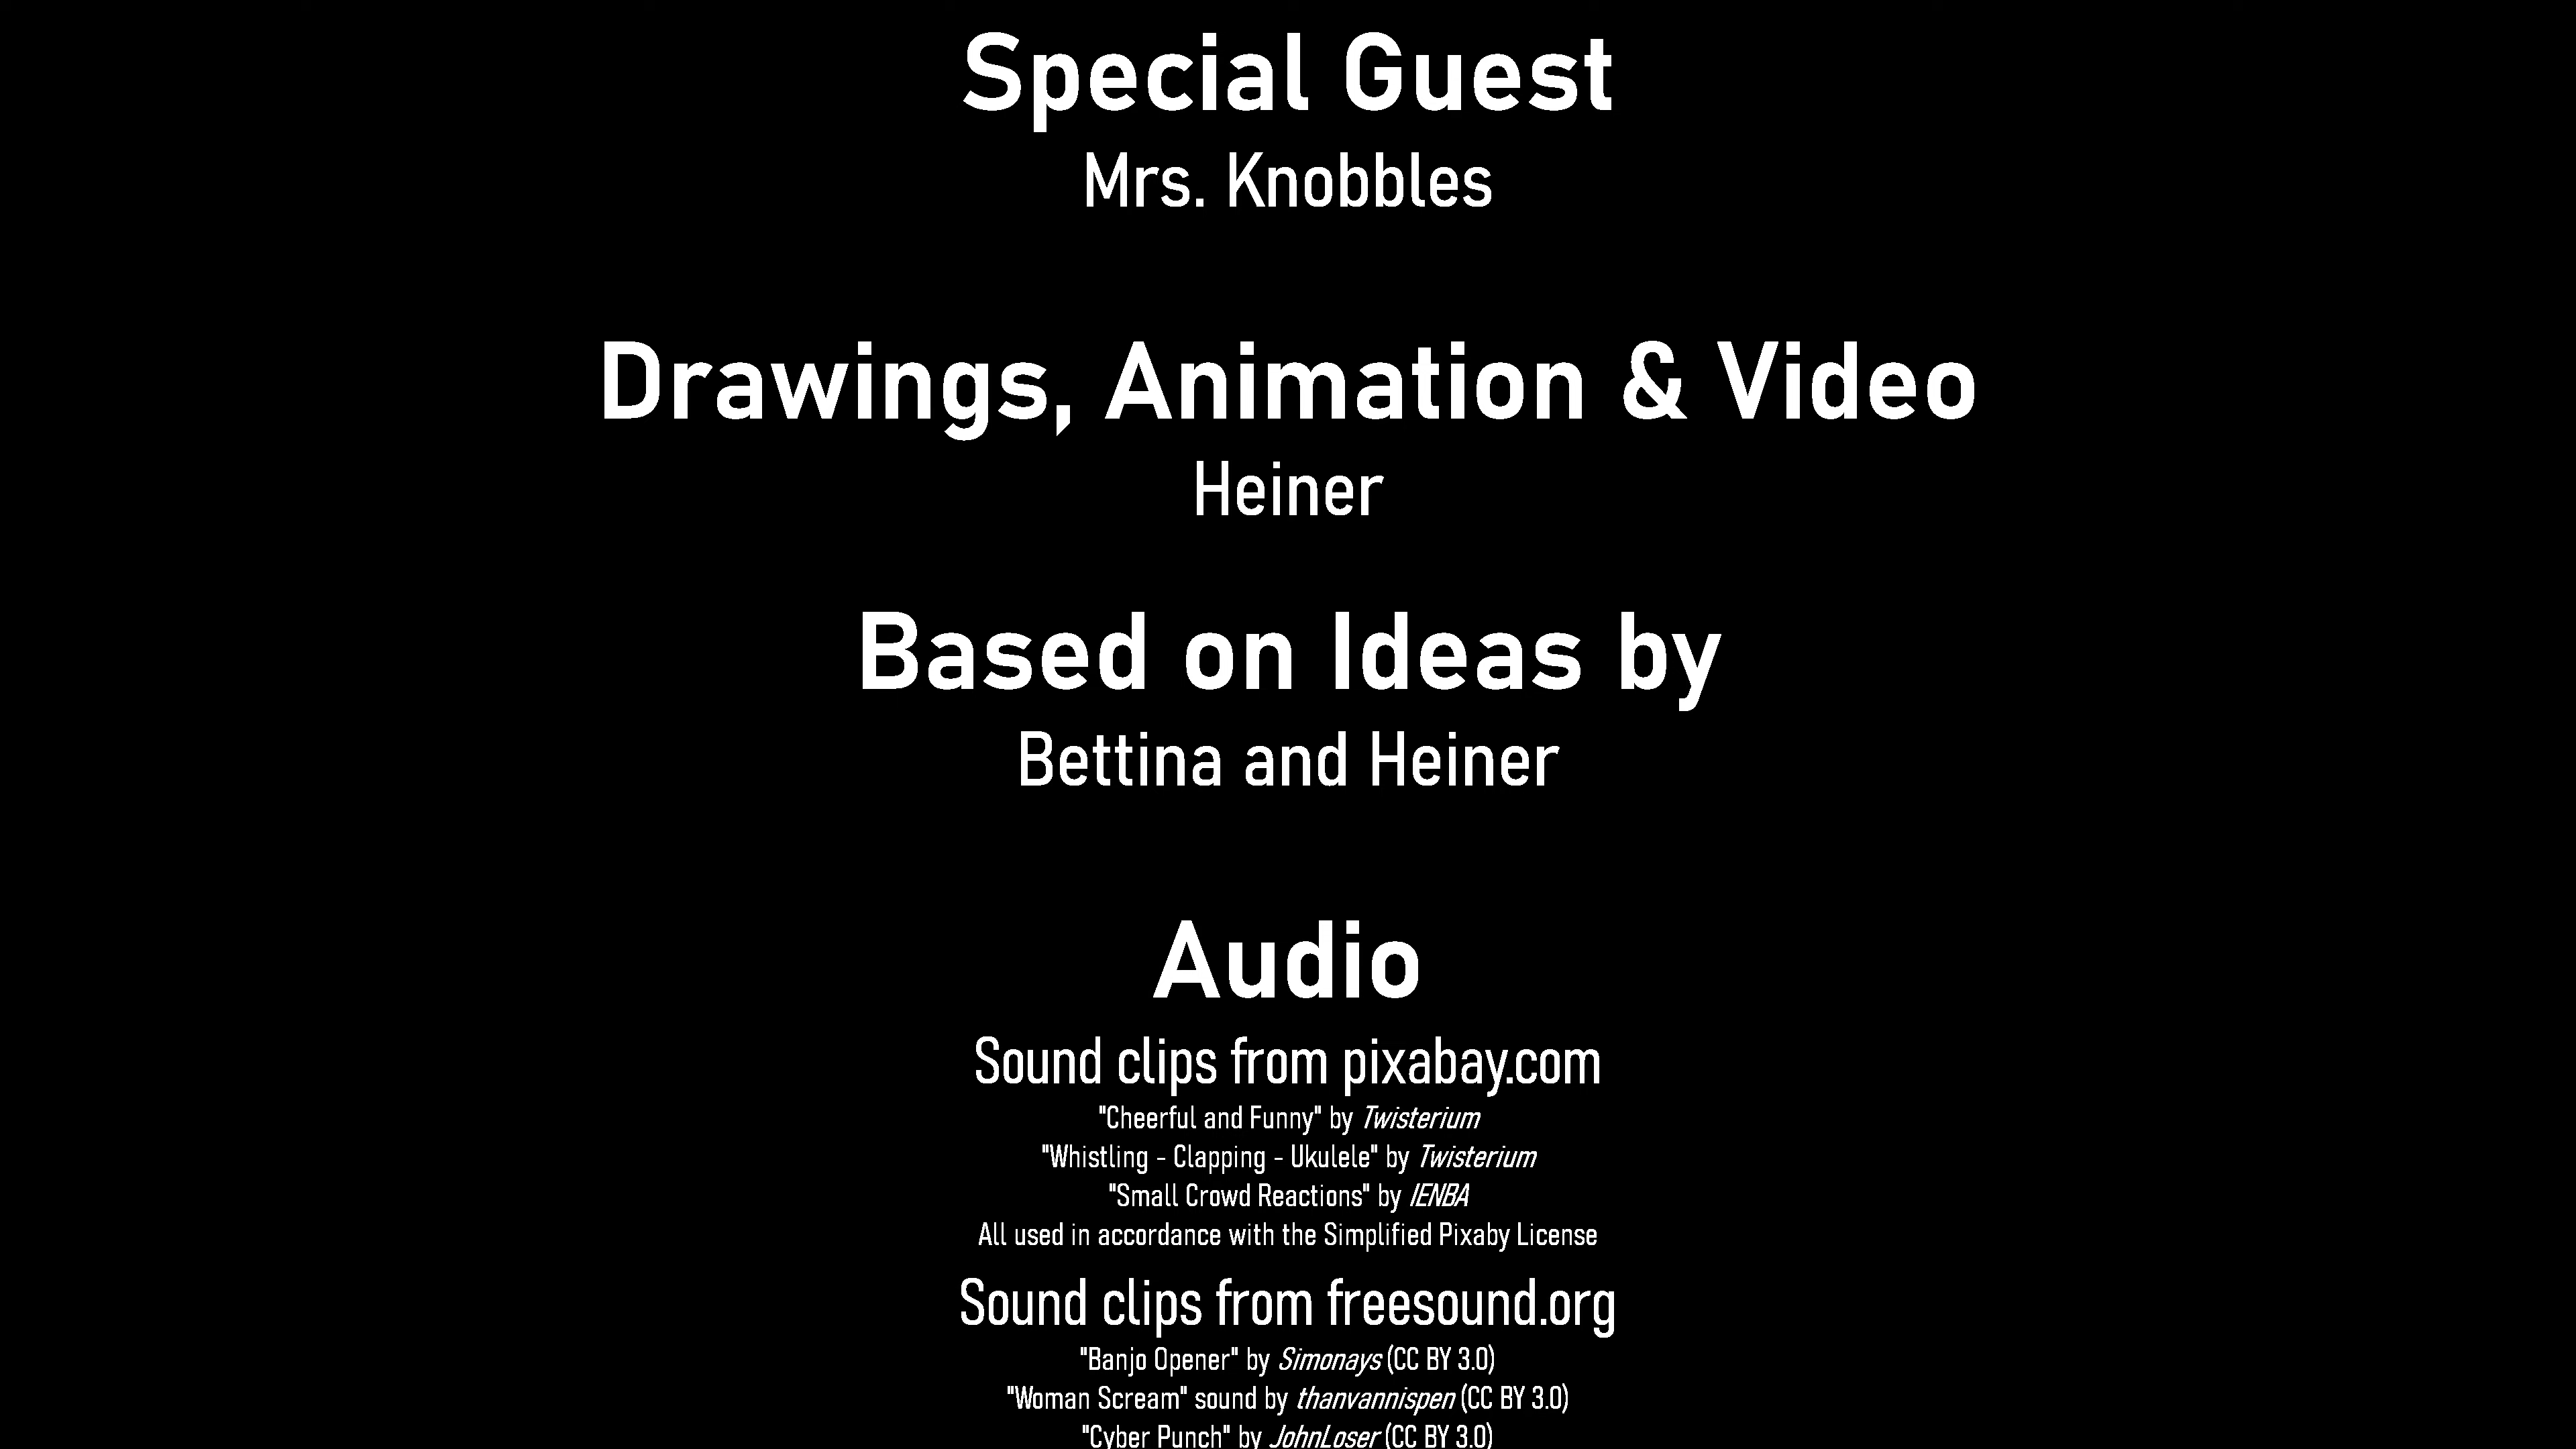 Special Guest
Mrs. Knobbles
Drawings, Animation & Video
Heiner
Based on Ideas by
Bettina and Heiner
Audio
Sound clips from pixabay.com
"Cheerful and Funny" by Twisterium
"Whistling - Clapping - Ukulele" by Twisterium
"Small Crowd Reactions" by IENBA
All used in accordance with the Simplified Pixaby License
Sound clips from freesound.org
"Banjo Opener" by Simonays (CC BY 3.0)
"Woman Scream" sound by thanvannispen (CC BY 3.0)
"Cyber Punch" by JohnLoser (CC BY 3.0)